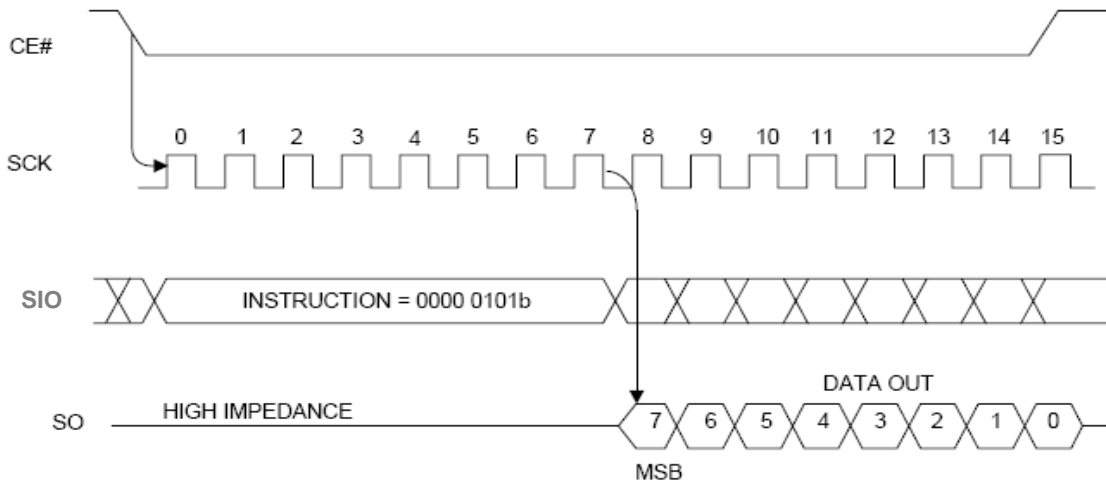 CE#
0 1 2 3 4 5 6 7 8 9 10 11 12 13 14 15
SCK
SIO
INSTRUCTION = 0000 0101b
DATA OUT
HIGH IMPEDANCE
SO
7 6 5 4 3 2 1 0
MSB